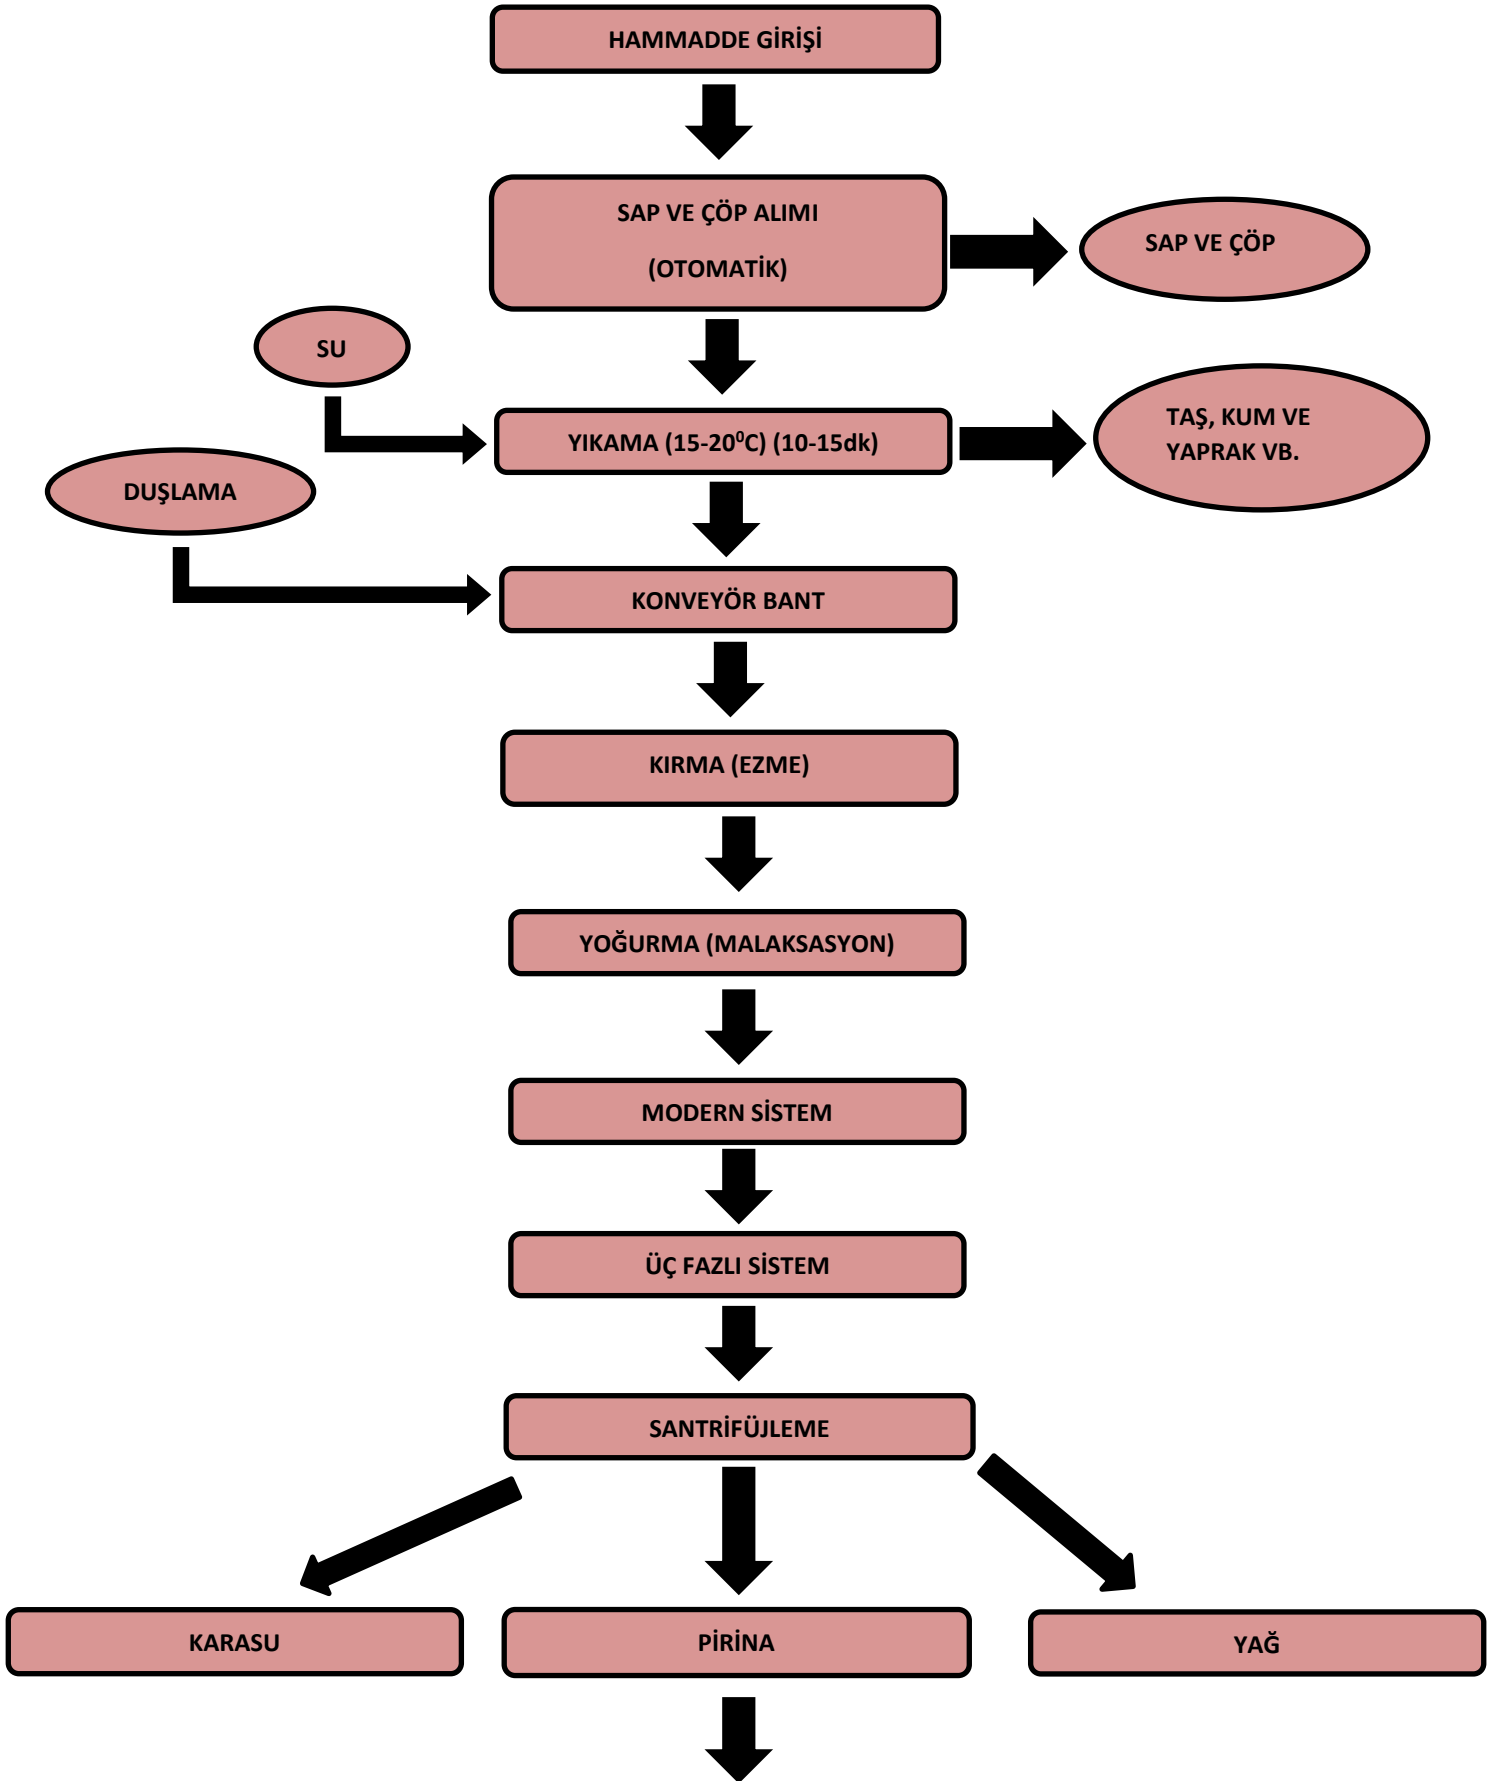 HAMMADDE GİRİŞİ
SAP VE ÇÖP ALIMI
(OTOMATİK)
SAP VE ÇÖP
SU
YIKAMA (15-20⁰C) (10-15dk)
TAŞ, KUM VE
YAPRAK VB.
DUŞLAMA
KONVEYÖR BANT
KIRMA (EZME)
YOĞURMA (MALAKSASYON)
MODERN SİSTEM
ÜÇ FAZLI SİSTEM
SANTRİFÜJLEME
KARASU
PİRİNA
YAĞ